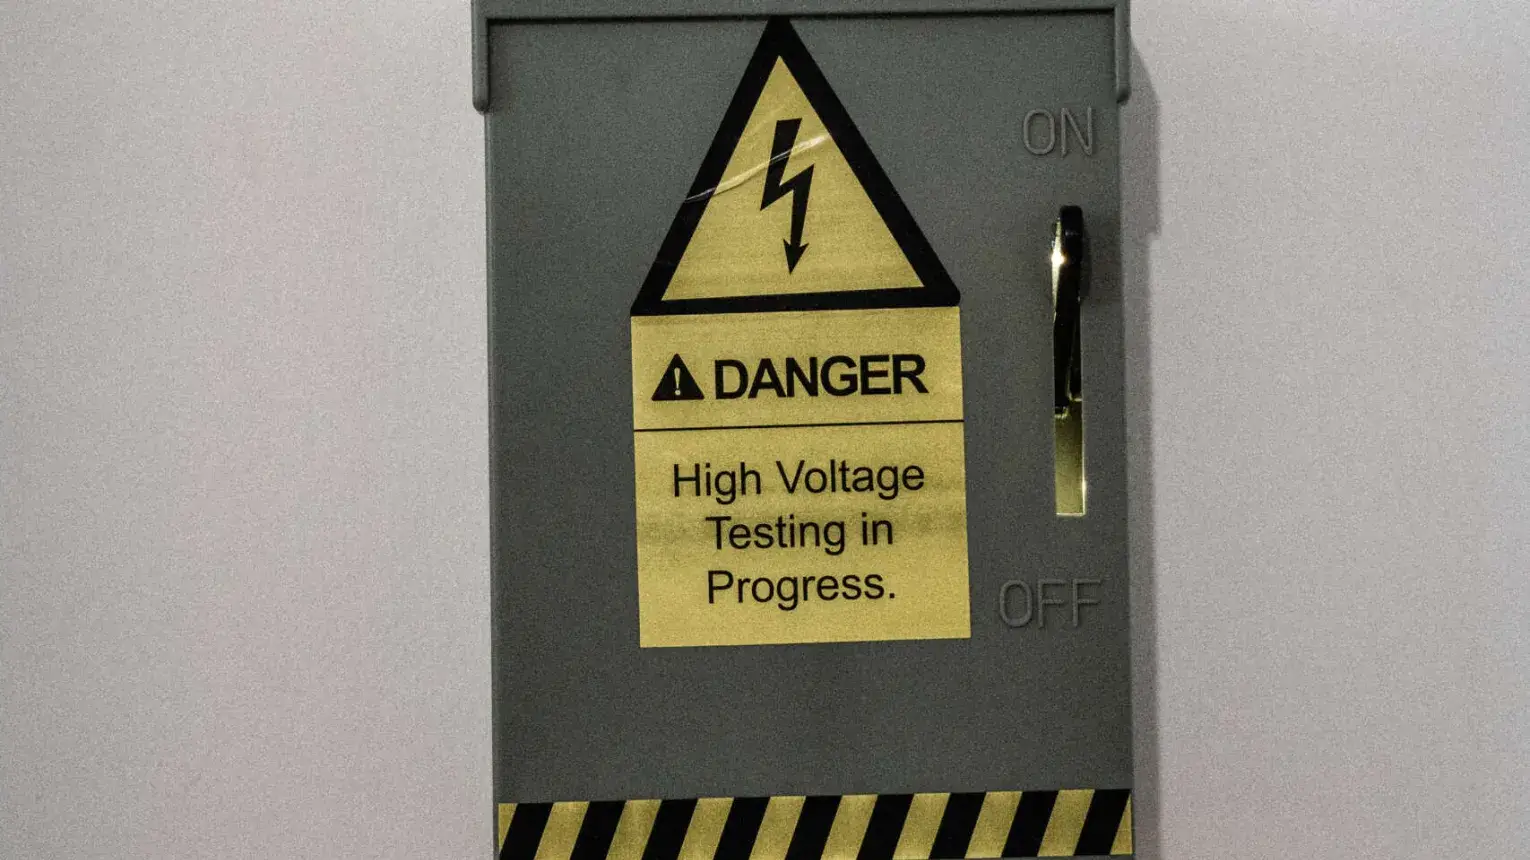 ON
DANGER
High Voltage
Testing in
Progress.
OFF